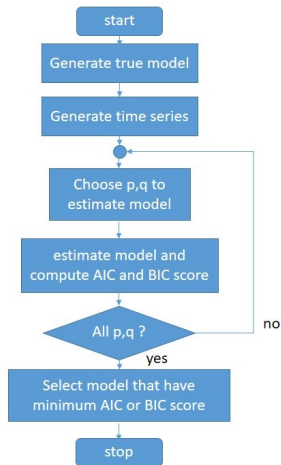 start
Generate true model
Generate time series
Choose p,q to
estimate model
estimate model and
compute AIC and BIC score
All p,q ?
no
yes
Select model that have
minimum AIC or BIC score
stop